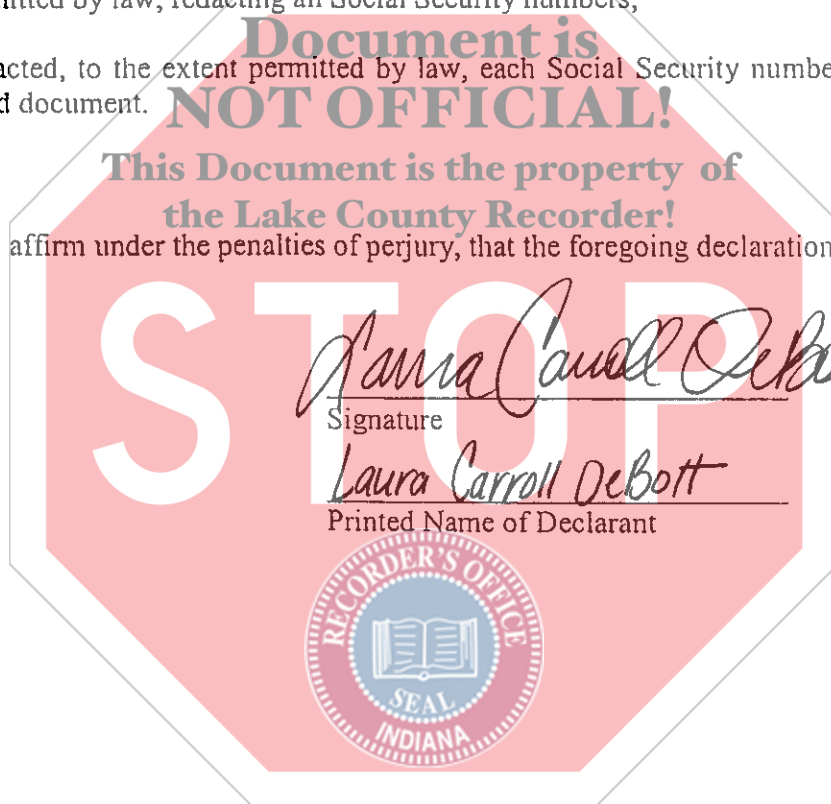 mitted by law, redacting all Social Security numbers;
Document is
acted, to the extent permitted by law, each Social Security numbe
d document.
NOT OFFICIAL!
This Document is the property of
the Lake County Recorder!
affirm under the penalties of perjury, that the foregoing declaration
STOP
Laura Carroll DeBo
Signature
Laura Carroll DeBott
Printed Name of Declarant
RECORDER'S OFFICE
SEAL
INDIANA